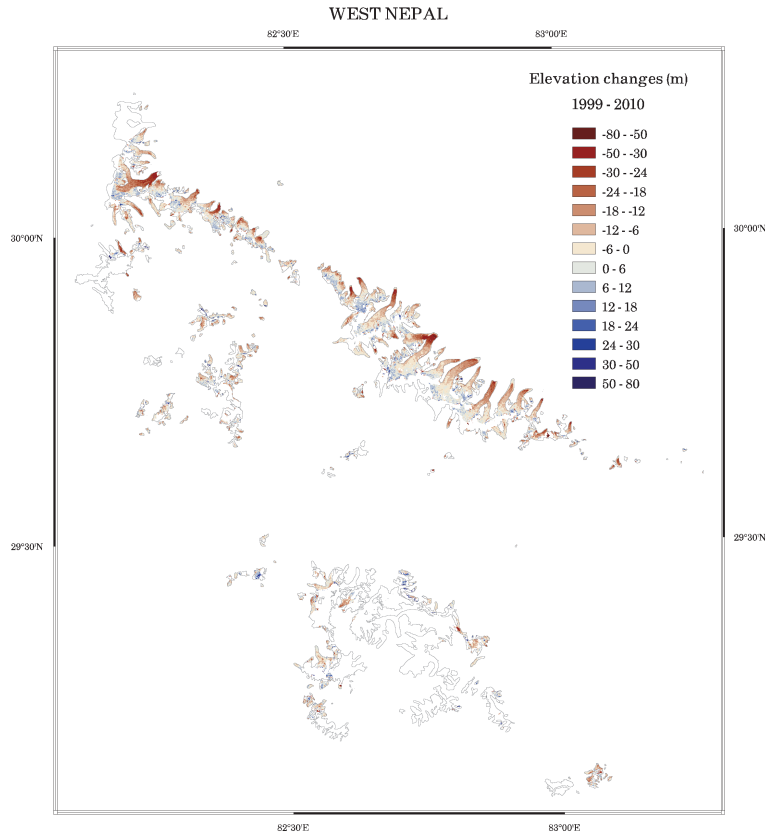 WEST NEPAL
82°30'E 83°00'E
Elevation changes (m)
1999 - 2010
-80 - -50
-50 - -30
-30 - -24
-24 - -18
-18 - -12
-12 - -6
-6 - 0
0 - 6
6 - 12
12 - 18
18 - 24
24 - 30
30 - 50
50 - 80
30°00'N 30°00'N
29°30'N 29°30'N
82°30'E 83°00'E